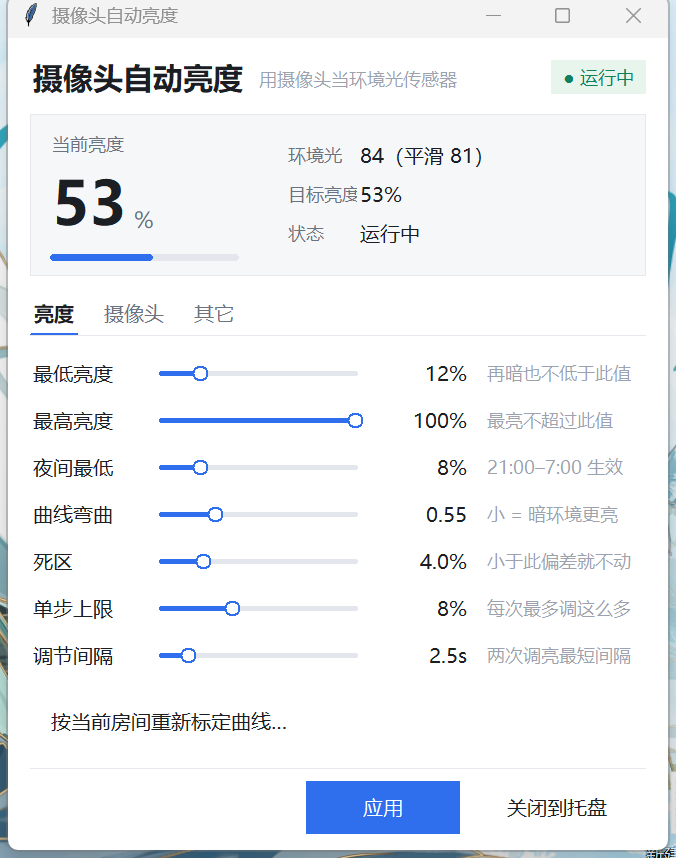 摄像头自动亮度
摄像头自动亮度 用摄像头当环境光传感器 ● 运行中
当前亮度
53 %
环境光 84（平滑 81）
目标亮度 53%
状态 运行中
亮度 摄像头 其它
最低亮度 12% 再暗也不低于此值
最高亮度 100% 最亮不超过此值
夜间最低 8% 21:00–7:00 生效
曲线弯曲 0.55 小 = 暗环境更亮
死区 4.0% 小于此偏差就不动
单步上限 8% 每次最多调这么多
调节间隔 2.5s 两次调亮最短间隔
按当前房间重新标定曲线...
应用 关闭到托盘